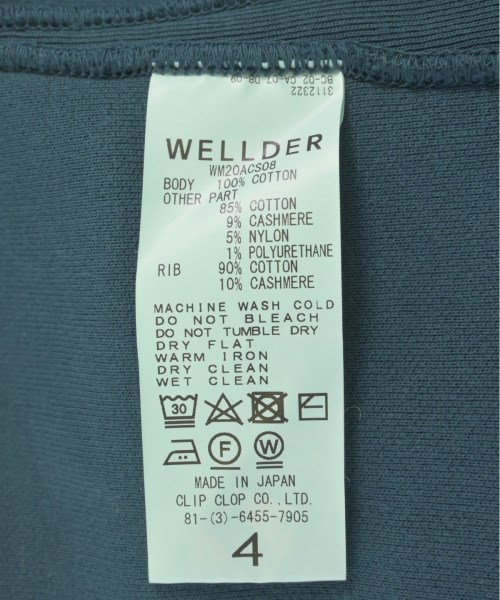 3112322
WELLDER
WM20ACS08
BODY 100% COTTON
OTHER PART
85% COTTON
9% CASHMERE
5% NYLON
1% POLYURETHANE
RIB 90% COTTON
10% CASHMERE
MACHINE WASH COLD
DO NOT BLEACH
DO NOT TUMBLE DRY
DRY FLAT
WARM IRON
DRY CLEAN
WET CLEAN
30
F W
MADE IN JAPAN
CLIP CLOP CO.,LTD.
81-(3)-6455-7905
4